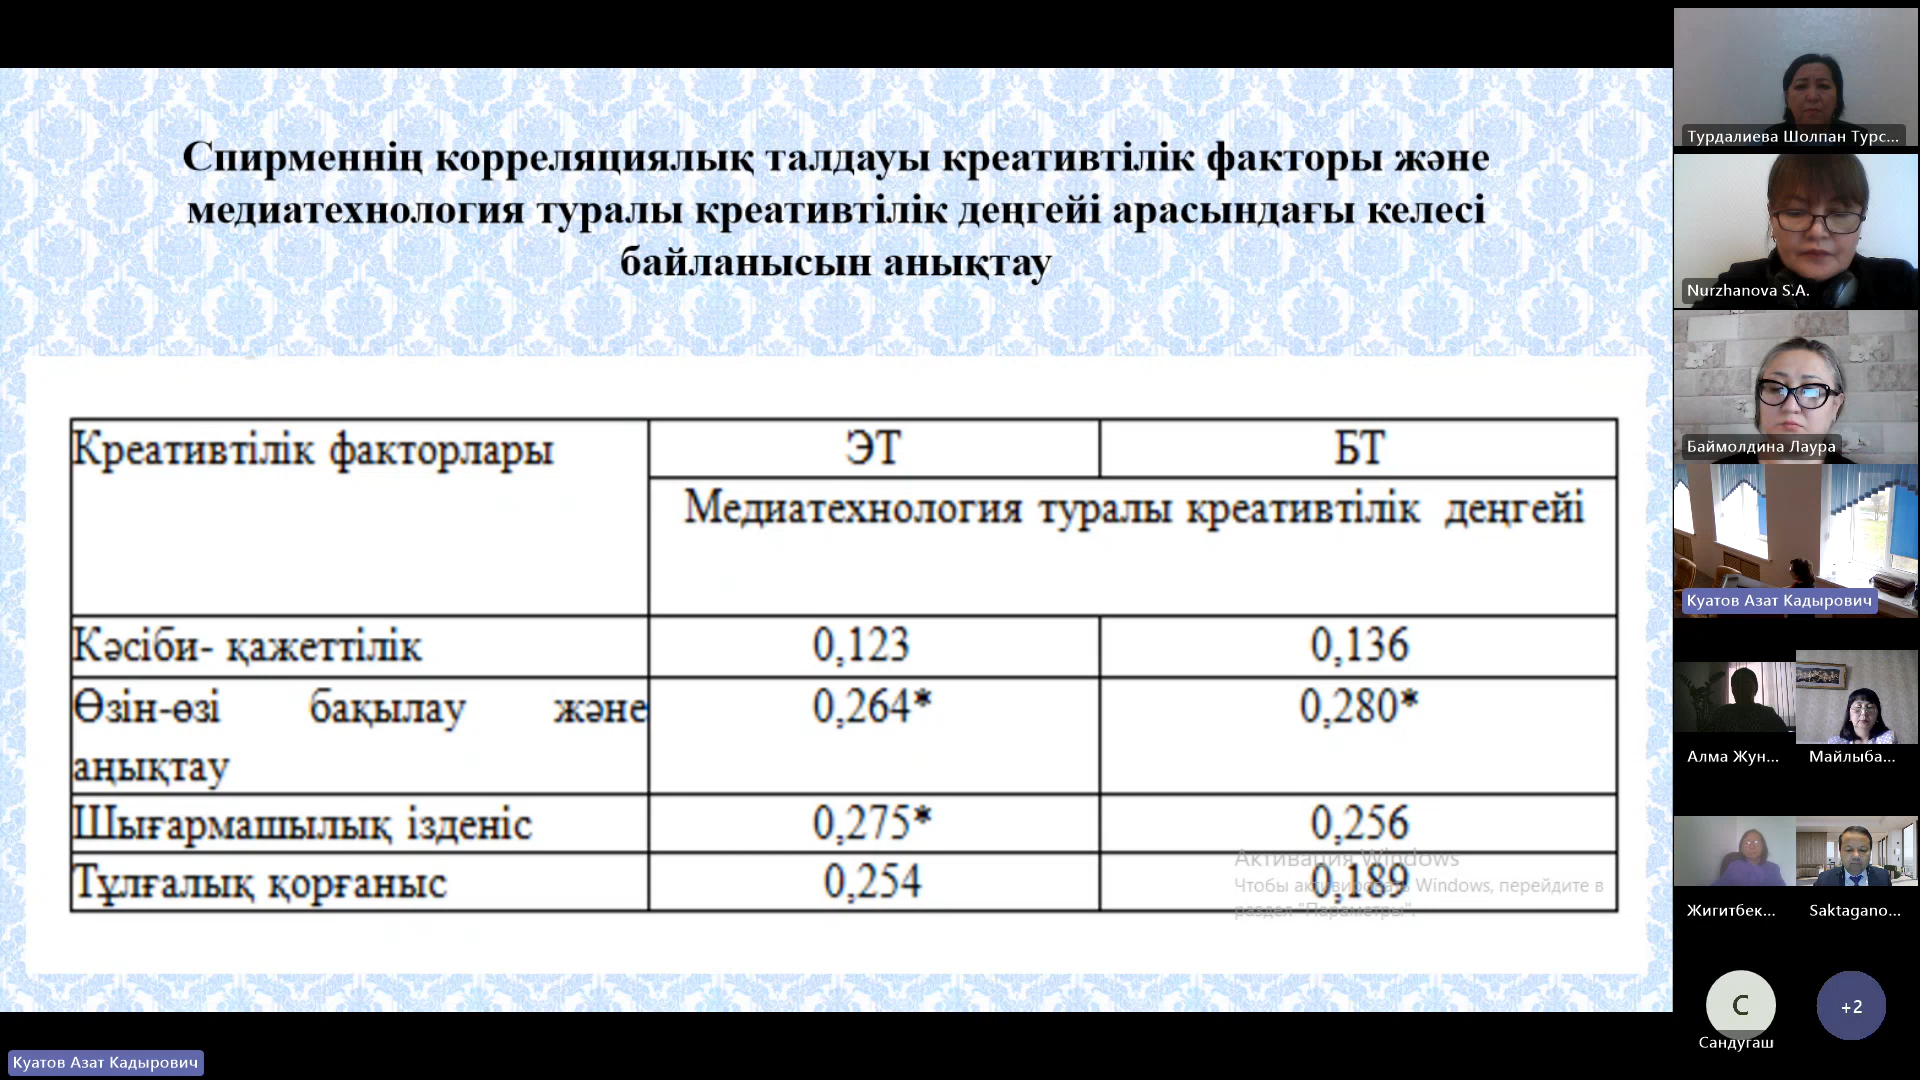 Спирменнің корреляциялық талдауы креативтілік факторы және
медиатехнология туралы креативтілік деңгейі арасындағы келесі
байланысын анықтау
Креативтілік факторлары ЭТ БТ
Медиатехнология туралы креативтілік деңгейі
Кәсіби- қажеттілік 0,123 0,136
Өзін-өзі бақылау және 0,264* 0,280*
аңықтау
Шығармашылық ізденіс 0,275* 0,256
Тұлғалық қорғаныс 0,254 0,189
Активация Windows
Чтобы активировать Windows, перейдите в
раздел "Параметры".
Куатов Азат Кадырович
Турдалиева Шолпан Турс...
Nurzhanova S.A.
Баймолдина Лаура
Куатов Азат Кадырович
Алма Жун...
Майлыба...
Жигитбек...
Saktagano...
С
+2
Сандугаш